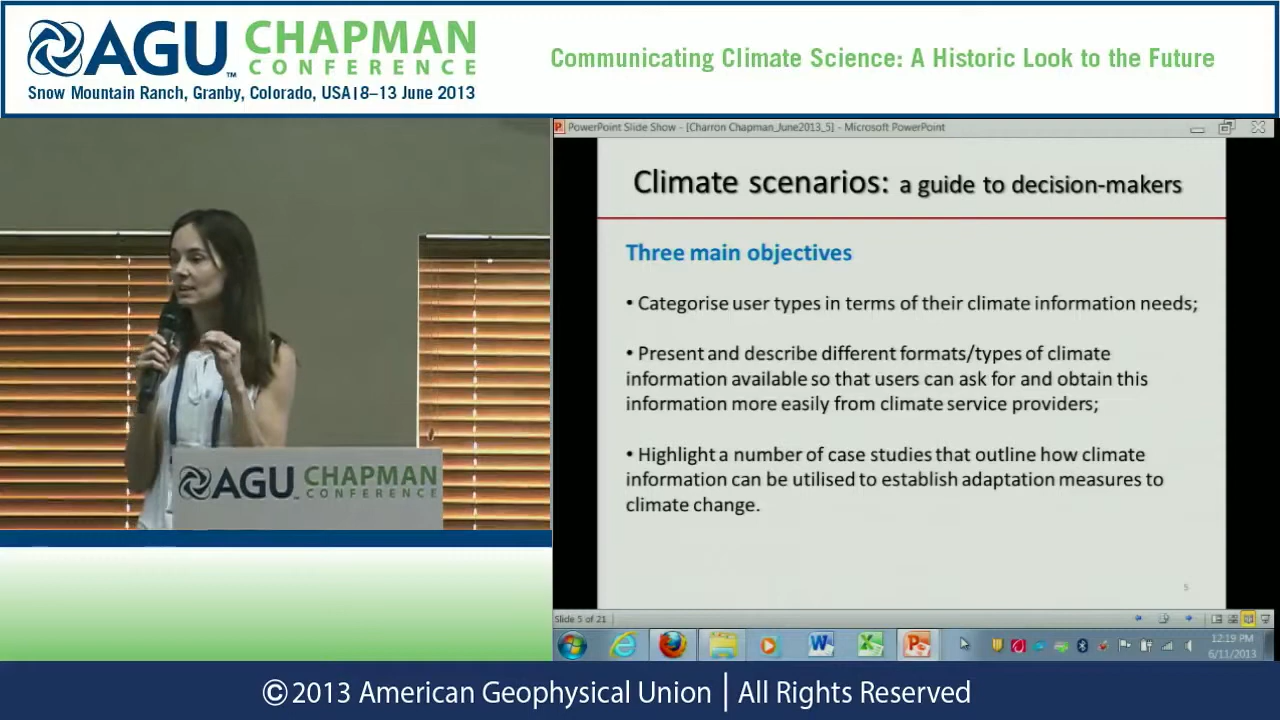 AGU CHAPMAN
CONFERENCE
TM
Snow Mountain Ranch, Granby, Colorado, USA | 8–13 June 2013
Communicating Climate Science: A Historic Look to the Future
PowerPoint Slide Show - [Charron Chapman_June2013_5] - Microsoft PowerPoint
Climate scenarios: a guide to decision-makers
Three main objectives
• Categorise user types in terms of their climate information needs;
• Present and describe different formats/types of climate
information available so that users can ask for and obtain this
information more easily from climate service providers;
• Highlight a number of case studies that outline how climate
information can be utilised to establish adaptation measures to
climate change.
5
AGU CHAPMAN
CONFERENCE
Slide 5 of 21
12:19 PM
6/11/2013
© 2013 American Geophysical Union | All Rights Reserved